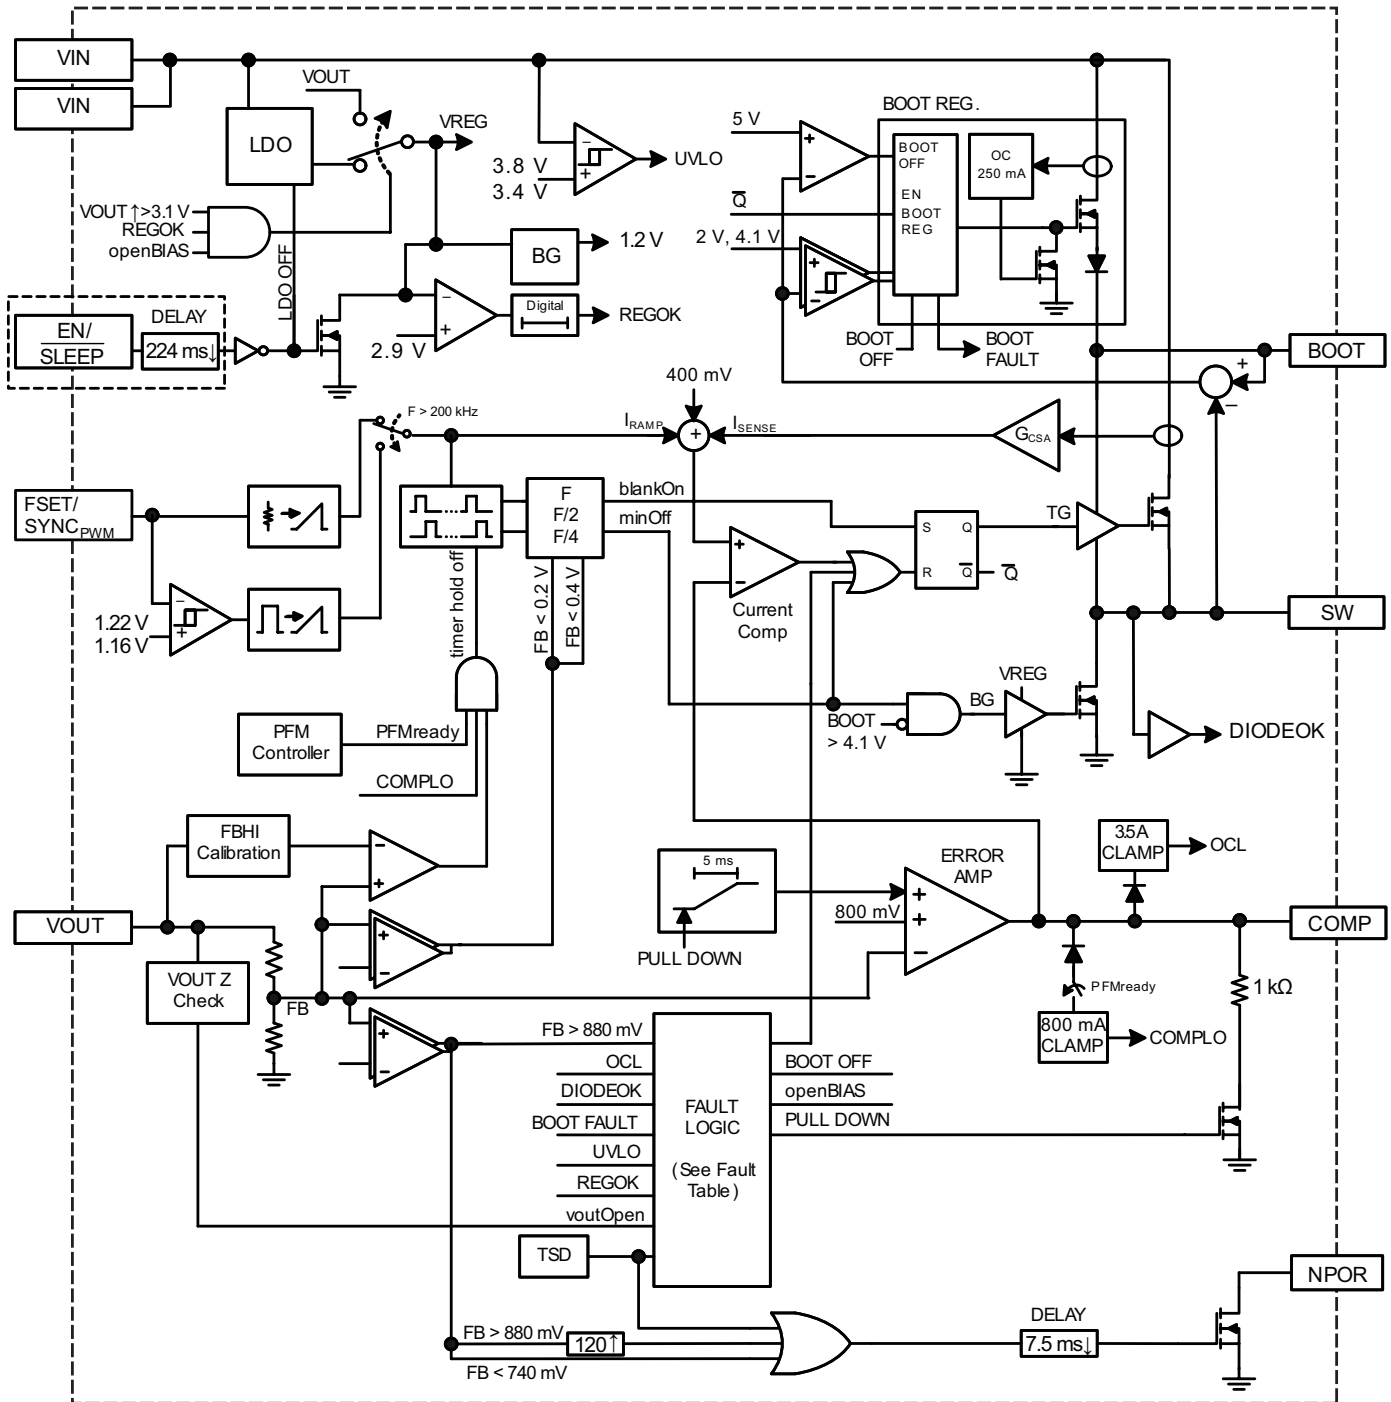 VIN
VIN
VOUT
LDO
VREG
3.8 V
3.4 V
UVLO
5 V
BOOT REG.
BOOT
OFF
EN
BOOT
REG
OC
250 mA
Q̅
2 V, 4.1 V
VOUT ↑>3.1 V
REGOK
openBIAS
LDO OFF
BG
1.2 V
Digital
REGOK
2.9 V
EN/
S̅L̅E̅E̅P̅
DELAY
224 ms↓
BOOT
OFF
BOOT
FAULT
BOOT
+
−
400 mV
F > 200 kHz
IRAMP
+
ISENSE
GCSA
FSET/
SYNCPWM
F
F/2
F/4
blankOn
minOff
S
Q
R
Q̅
Q̅
TG
+
−
Current
Comp
1.22 V
1.16 V
timer hold off
FB < 0.2 V
FB < 0.4 V
SW
VREG
BG
BOOT
> 4.1 V
DIODEOK
PFM
Controller
PFMready
COMPLO
FBHI
Calibration
5 ms
PULL DOWN
ERROR
AMP
800 mV
3.5A
CLAMP
OCL
VOUT
COMP
VOUT Z
Check
FB
PFMready
1 kΩ
800 mA
CLAMP
COMPLO
FB > 880 mV
OCL
DIODEOK
BOOT FAULT
UVLO
REGOK
voutOpen
FAULT
LOGIC
(See Fault
Table)
BOOT OFF
openBIAS
PULL DOWN
TSD
NPOR
FB > 880 mV
120↑
FB < 740 mV
DELAY
7.5 ms↓